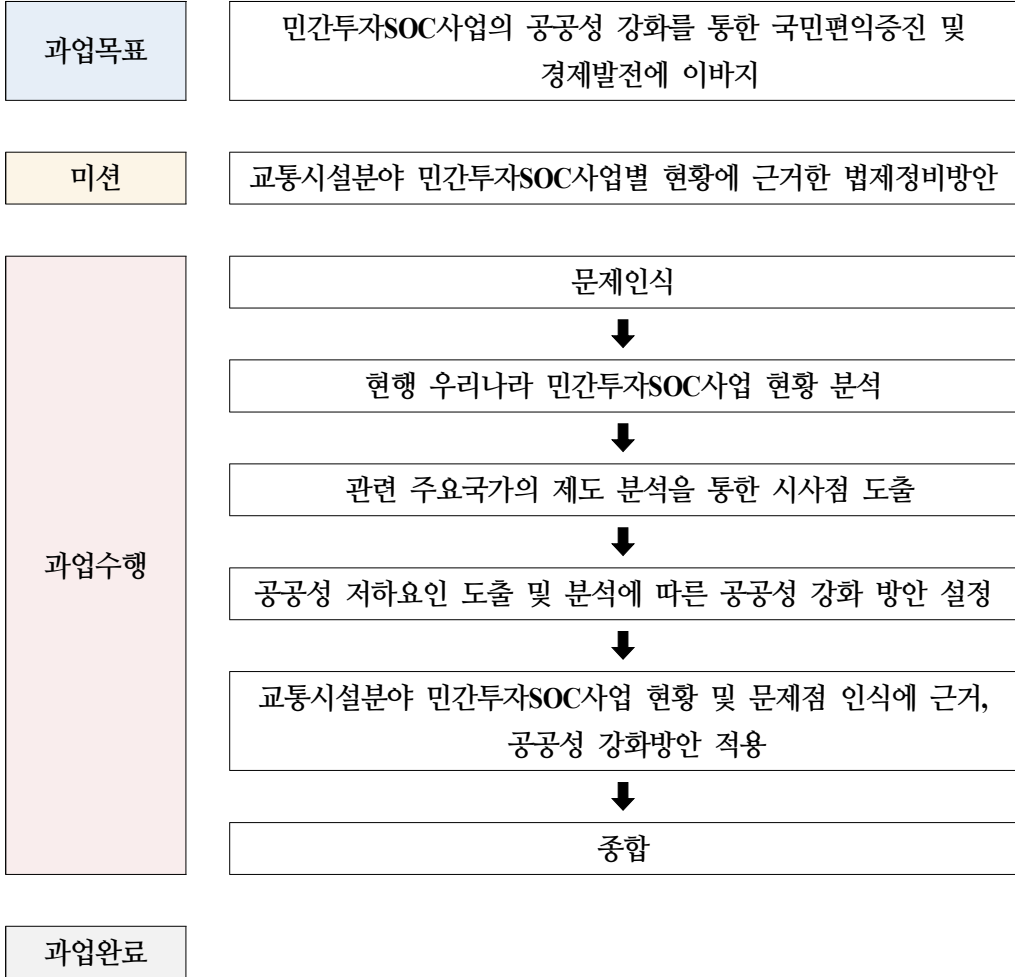 과업목표
민간투자SOC사업의 공공성 강화를 통한 국민편익증진 및
경제발전에 이바지
미션
교통시설분야 민간투자SOC사업별 현황에 근거한 법제정비방안
과업수행
문제인식
현행 우리나라 민간투자SOC사업 현황 분석
관련 주요국가의 제도 분석을 통한 시사점 도출
공공성 저하요인 도출 및 분석에 따른 공공성 강화 방안 설정
교통시설분야 민간투자SOC사업 현황 및 문제점 인식에 근거,
공공성 강화방안 적용
종합
과업완료